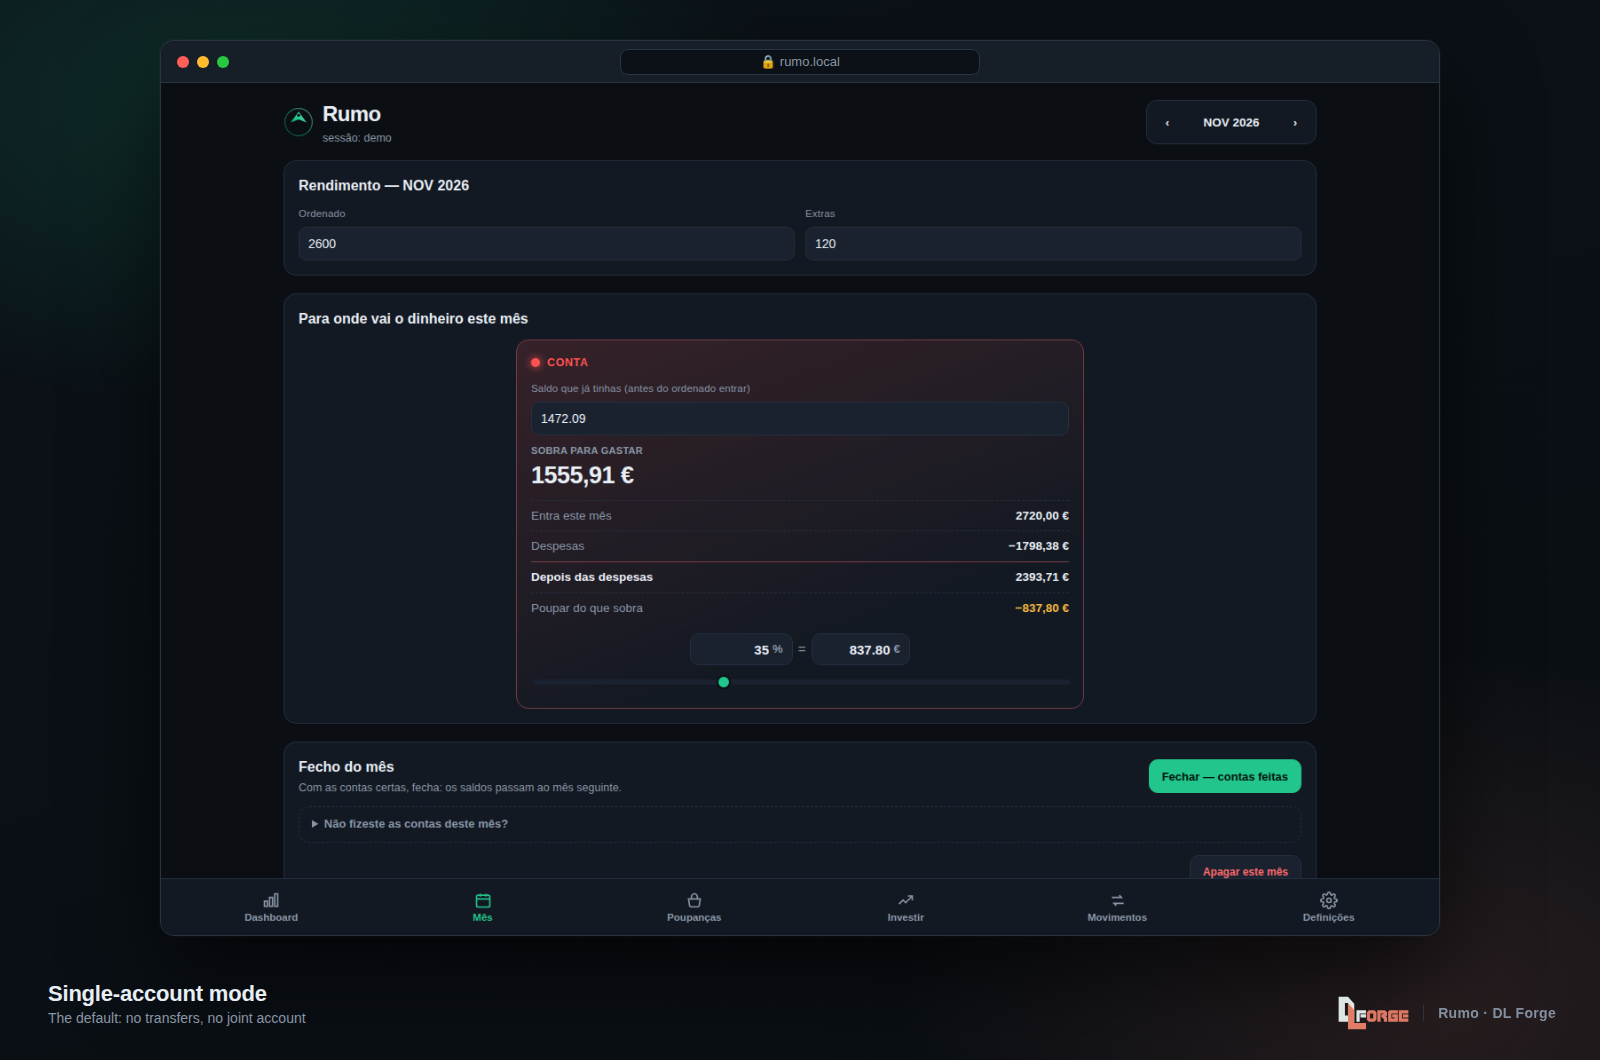 rumo.local
Rumo
sessão: demo
‹ NOV 2026 ›
Rendimento — NOV 2026
Ordenado Extras
2600 120
Para onde vai o dinheiro este mês
CONTA
Saldo que já tinhas (antes do ordenado entrar)
1472.09
SOBRA PARA GASTAR
1555,91 €
Entra este mês 2720,00 €
Despesas −1798,38 €
Depois das despesas 2393,71 €
Poupar do que sobra −837,80 €
35 % = 837.80 €
Fecho do mês
Com as contas certas, fecha: os saldos passam ao mês seguinte.
Fechar — contas feitas
Não fizeste as contas deste mês?
Apagar este mês
Dashboard Mês Poupanças Investir Movimentos Definições
Single-account mode
The default: no transfers, no joint account
DL FORGE
Rumo · DL Forge